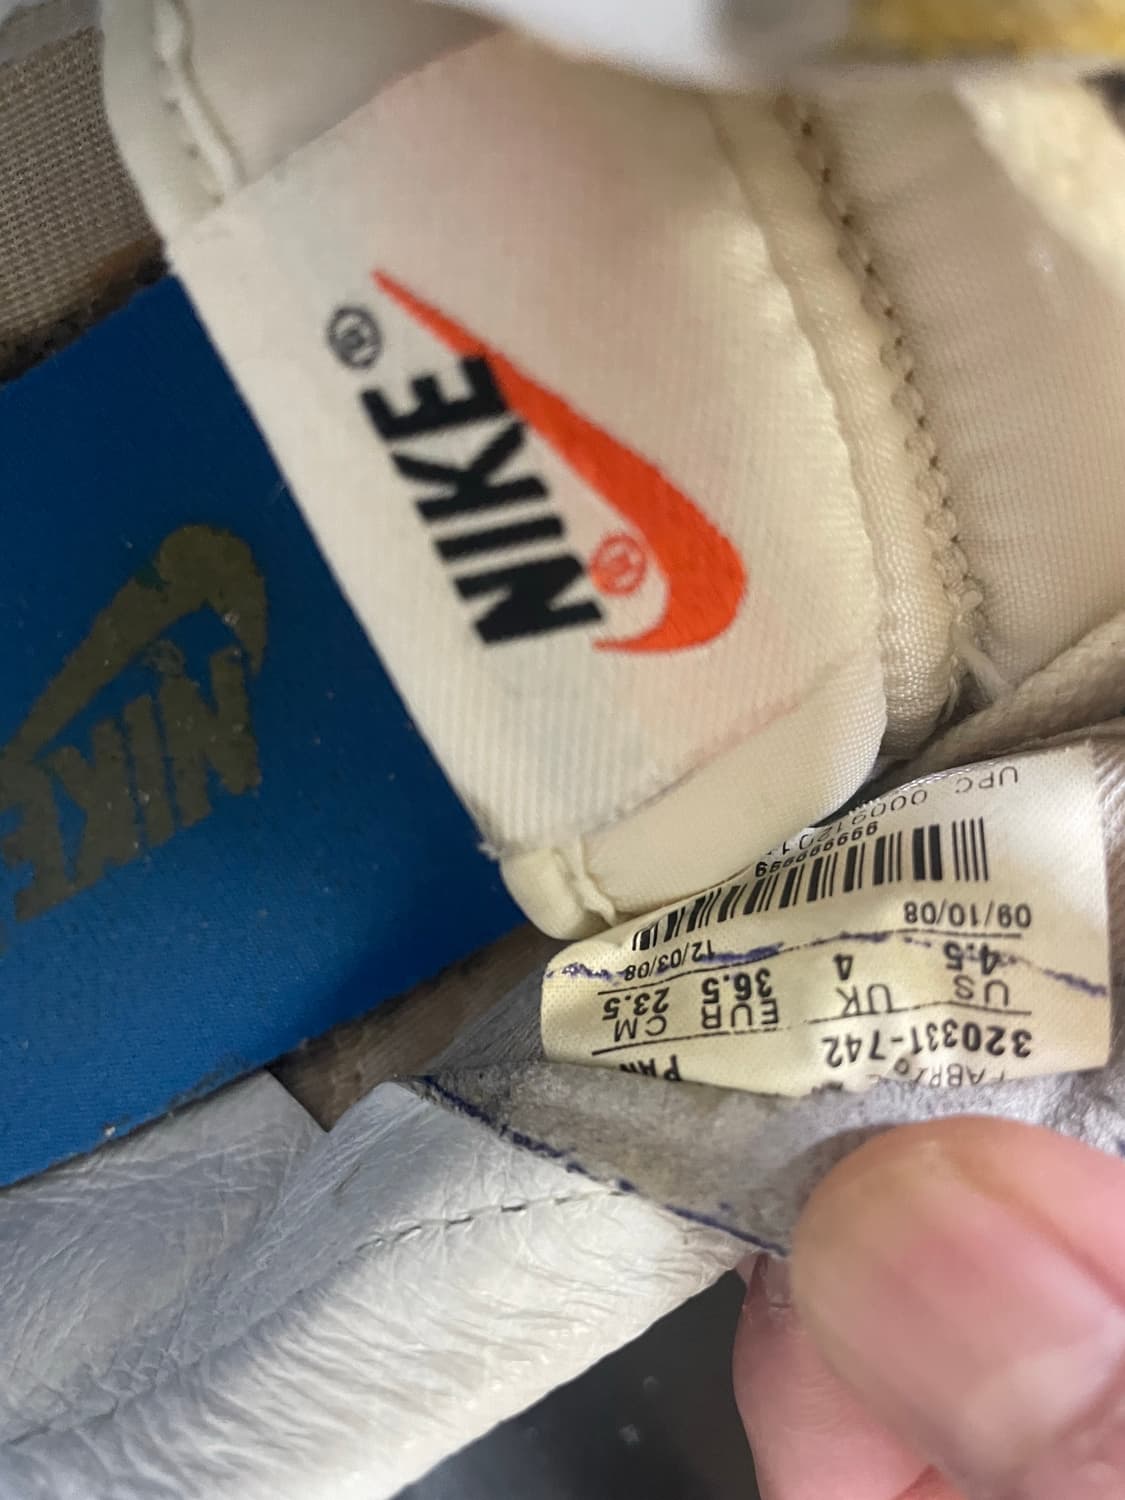 NIKE®
®
NIKE
320331-742
US UK EUR CM
4.5 4 36.5 23.5
09/10/08 12/03/08
UPC